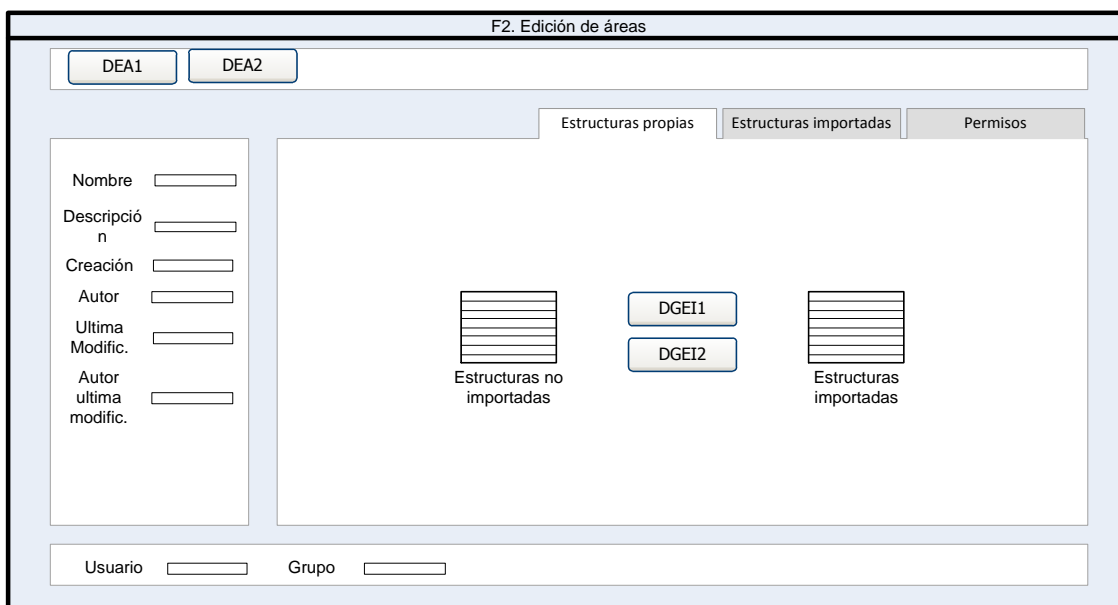 F2. Edición de áreas
DEA1
DEA2
Estructuras propias
Estructuras importadas
Permisos
Nombre
Descripció
n
Creación
Autor
Ultima
Modific.
Autor
ultima
modific.
DGEI1
DGEI2
Estructuras no
importadas
Estructuras
importadas
Usuario
Grupo